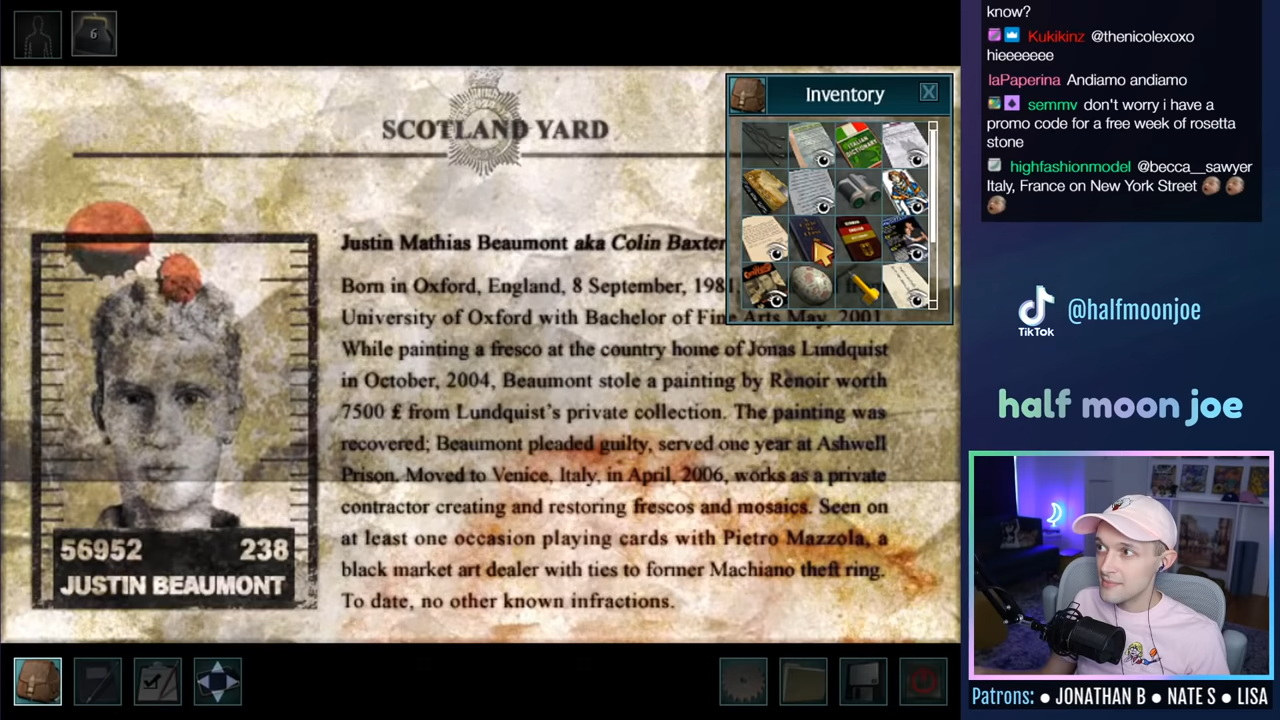 6
SCOTLAND YARD
Inventory
X
ITALIAN DICTIONARY
Justin Mathias Beaumont aka Colin Baxter
Born in Oxford, England, 8 September, 1981.
University of Oxford with Bachelor of Fine Arts May, 2001.
While painting a fresco at the country home of Jonas Lundquist
in October, 2004, Beaumont stole a painting by Renoir worth
7500 £ from Lundquist's private collection. The painting was
recovered; Beaumont pleaded guilty, served one year at Ashwell
Prison. Moved to Venice, Italy, in April, 2006, works as a private
contractor creating and restoring frescos and mosaics. Seen on
at least one occasion playing cards with Pietro Mazzola, a
black market art dealer with ties to former Machiano theft ring.
To date, no other known infractions.
56952 238
JUSTIN BEAUMONT
know?
Kukikinz @thenicolexoxo
hieeeeeee
laPaperina Andiamo andiamo
semmv don't worry i have a
promo code for a free week of rosetta
stone
highfashionmodel @becca__sawyer
Italy, France on New York Street
TikTok
@halfmoonjoe
half moon joe
Patrons: ● JONATHAN B ● NATE S ● LISA